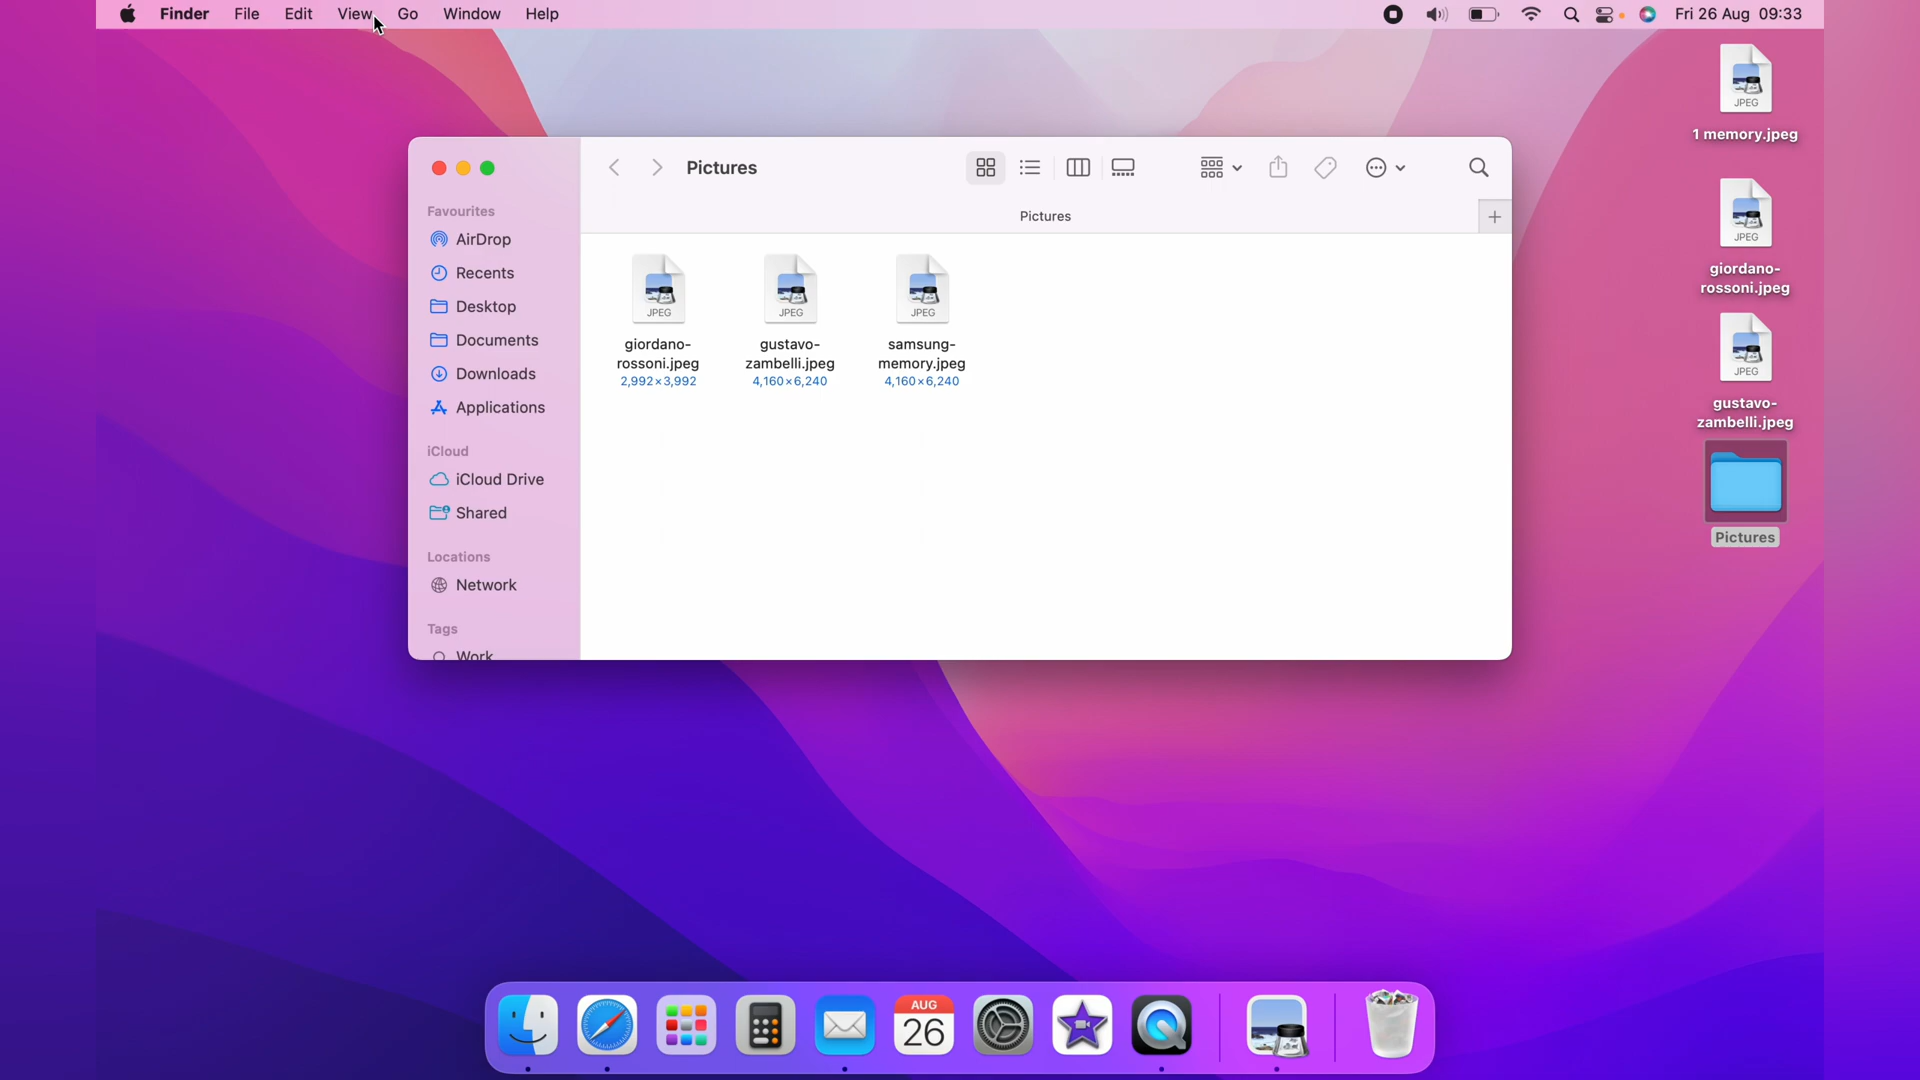 Finder File Edit View Go Window Help Fri 26 Aug 09:33
JPEG
1 memory.jpeg
JPEG
giordano-
rossoni.jpeg
JPEG
gustavo-
zambelli.jpeg
Pictures
Pictures
Pictures
Favourites
AirDrop
Recents
Desktop
Documents
Downloads
Applications
iCloud
iCloud Drive
Shared
Locations
Network
Tags
Work
JPEG
giordano-
rossoni.jpeg
2,992×3,992
JPEG
gustavo-
zambelli.jpeg
4,160×6,240
JPEG
samsung-
memory.jpeg
4,160×6,240
AUG
26